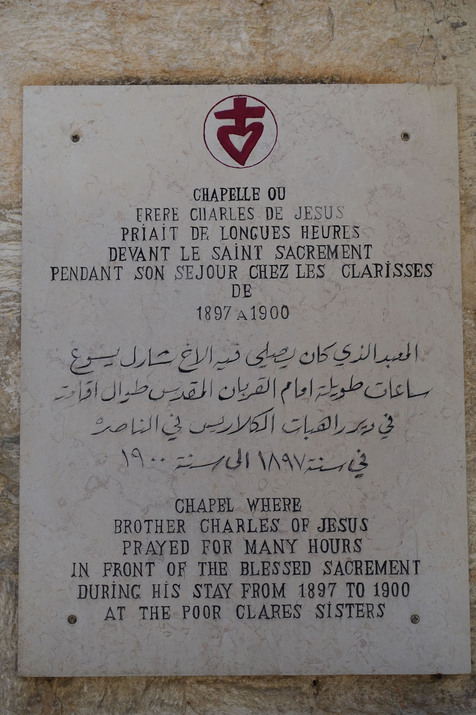 CHAPELLE OU
FRERE CHARLES DE JESUS
PRIAIT DE LONGUES HEURES
DEVANT LE SAINT SACREMENT
PENDANT SON SEJOUR CHEZ LES CLARISSES
DE
1897 A 1900
المعبد الذي كان يصلي فيه الاخ شارل يسوع
ساعات طويلة امام القربان المقدس طوال اقامته
في دير راهبات الكلاريس في الناصرة
في سنة ١٨٩٧ الى سنة ١٩٠٠
CHAPEL WHERE
BROTHER CHARLES OF JESUS
PRAYED FOR MANY HOURS
IN FRONT OF THE BLESSED SACREMENT
DURING HIS STAY FROM 1897 TO 1900
AT THE POOR CLARES SISTERS